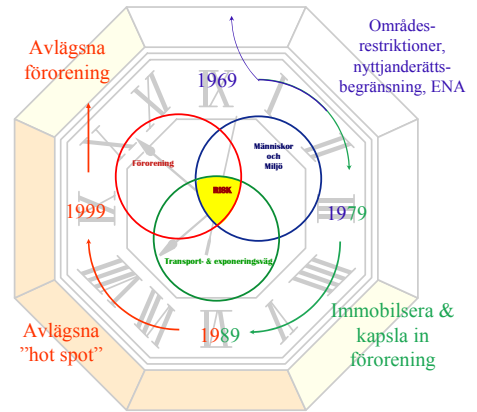 Områdes-
restriktioner,
nyttjanderätts-
begränsning, ENA
Avlägsna
förorening
1969
Förorening
Människor
och
Miljö
RISK
1999
1979
Transport- & exponeringsväg
1989
Avlägsna
”hot spot”
Immobilsera &
kapsla in
förorening